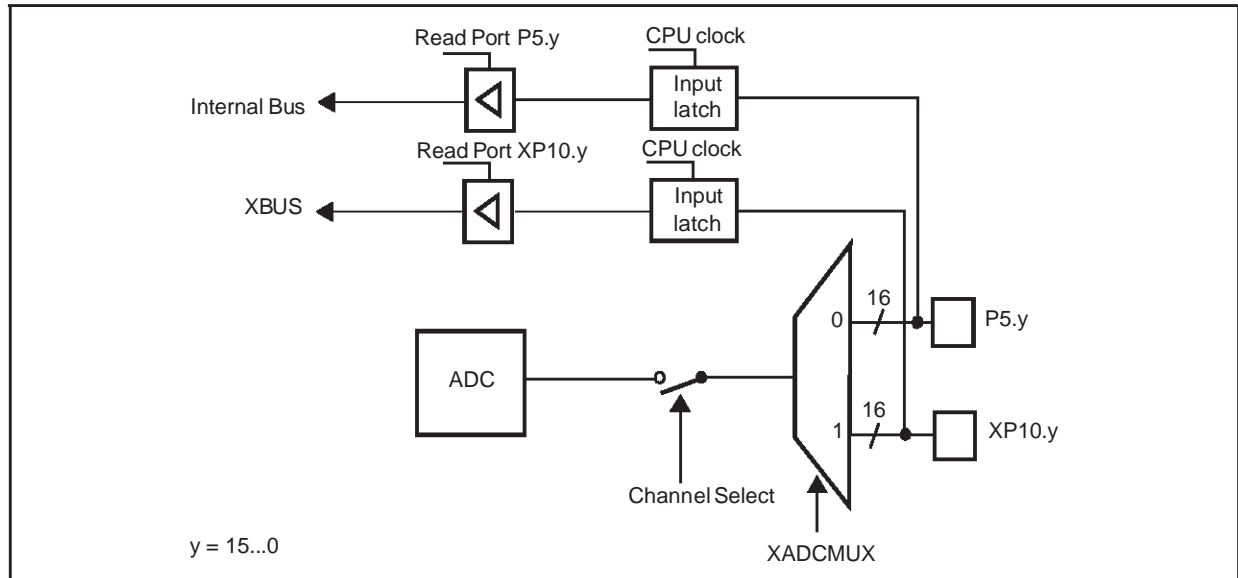 Read Port P5.y
CPU clock
Input
latch
Internal Bus
Read Port XP10.y
CPU clock
Input
latch
XBUS
16
0
P5.y
ADC
16
1
XP10.y
Channel Select
XADCMUX
y = 15...0